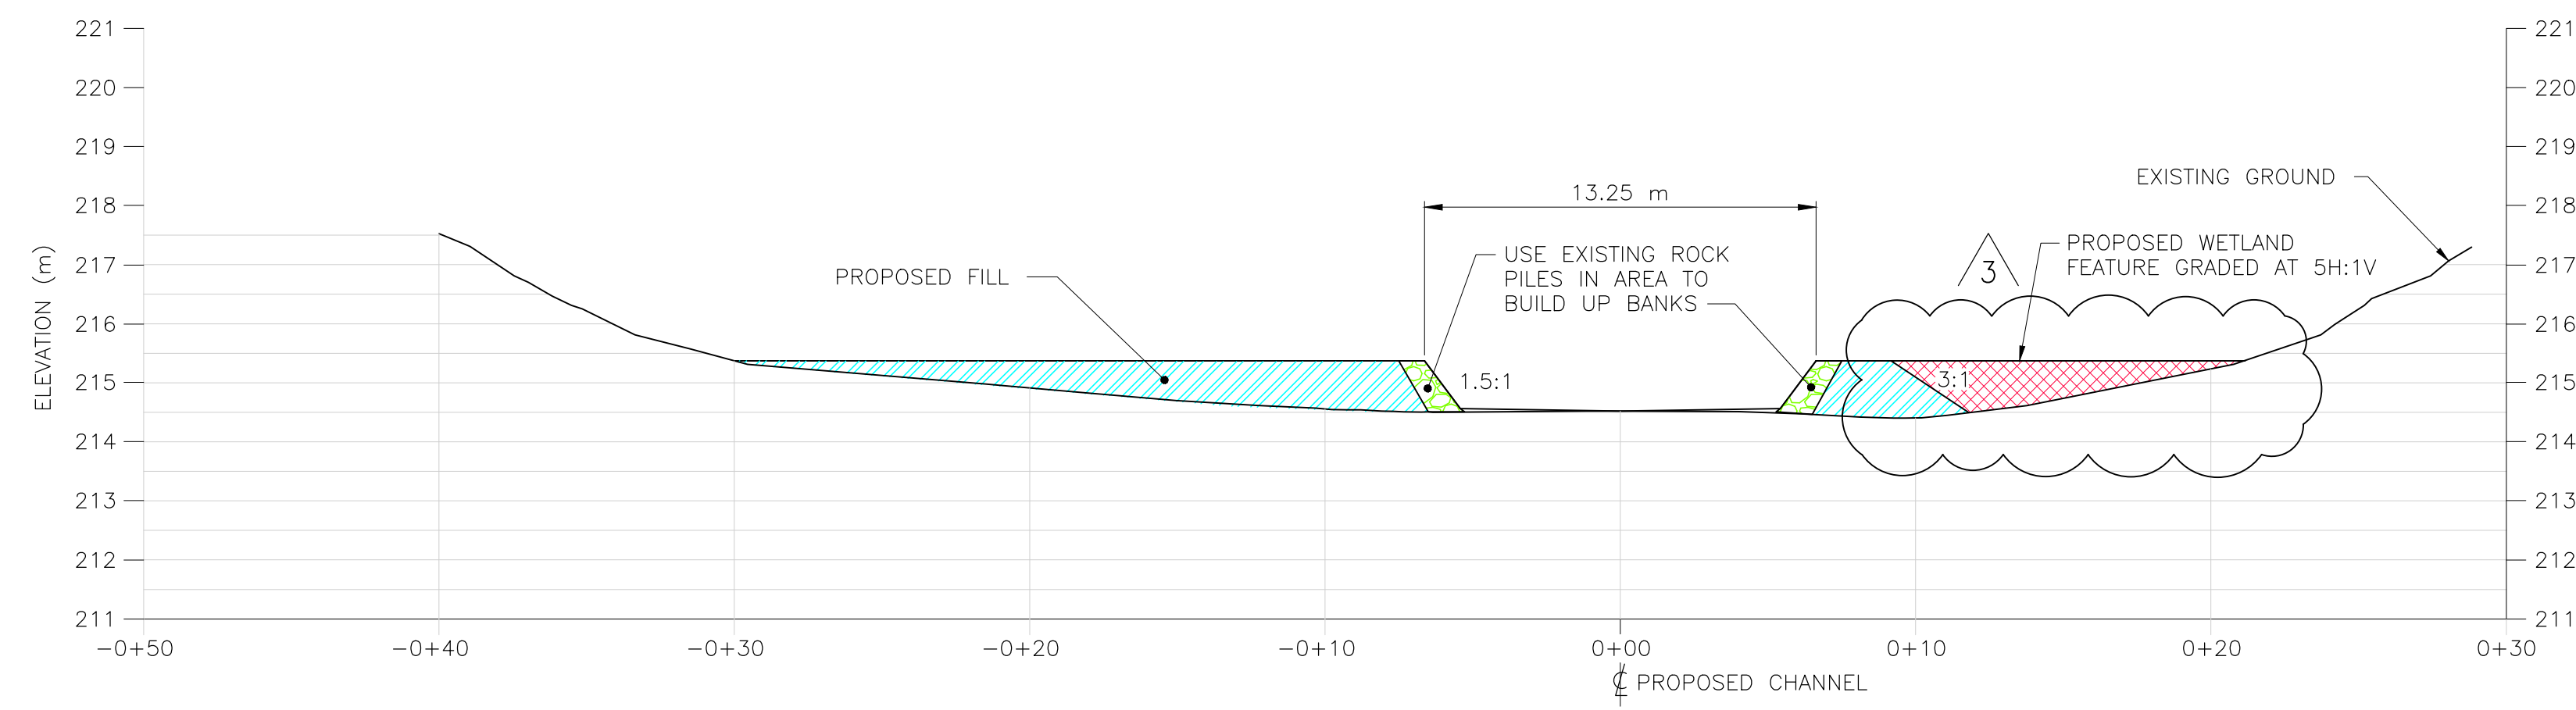 221
220
219
218
217
216
215
214
213
212
211
ELEVATION (m)
PROPOSED FILL
13.25 m
USE EXISTING ROCK
PILES IN AREA TO
BUILD UP BANKS
1.5:1
3
PROPOSED WETLAND
FEATURE GRADED AT 5H:1V
3:1
EXISTING GROUND
221
220
219
218
217
216
215
214
213
212
211
-0+50 -0+40 -0+30 -0+20 -0+10 0+00 0+10 0+20 0+30
℄ PROPOSED CHANNEL